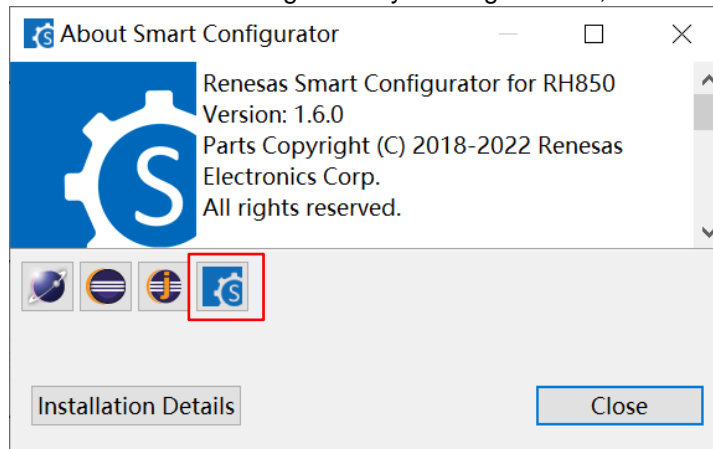 About Smart Configurator
Renesas Smart Configurator for RH850
Version: 1.6.0
Parts Copyright (C) 2018-2022 Renesas
Electronics Corp.
All rights reserved.
Installation Details
Close